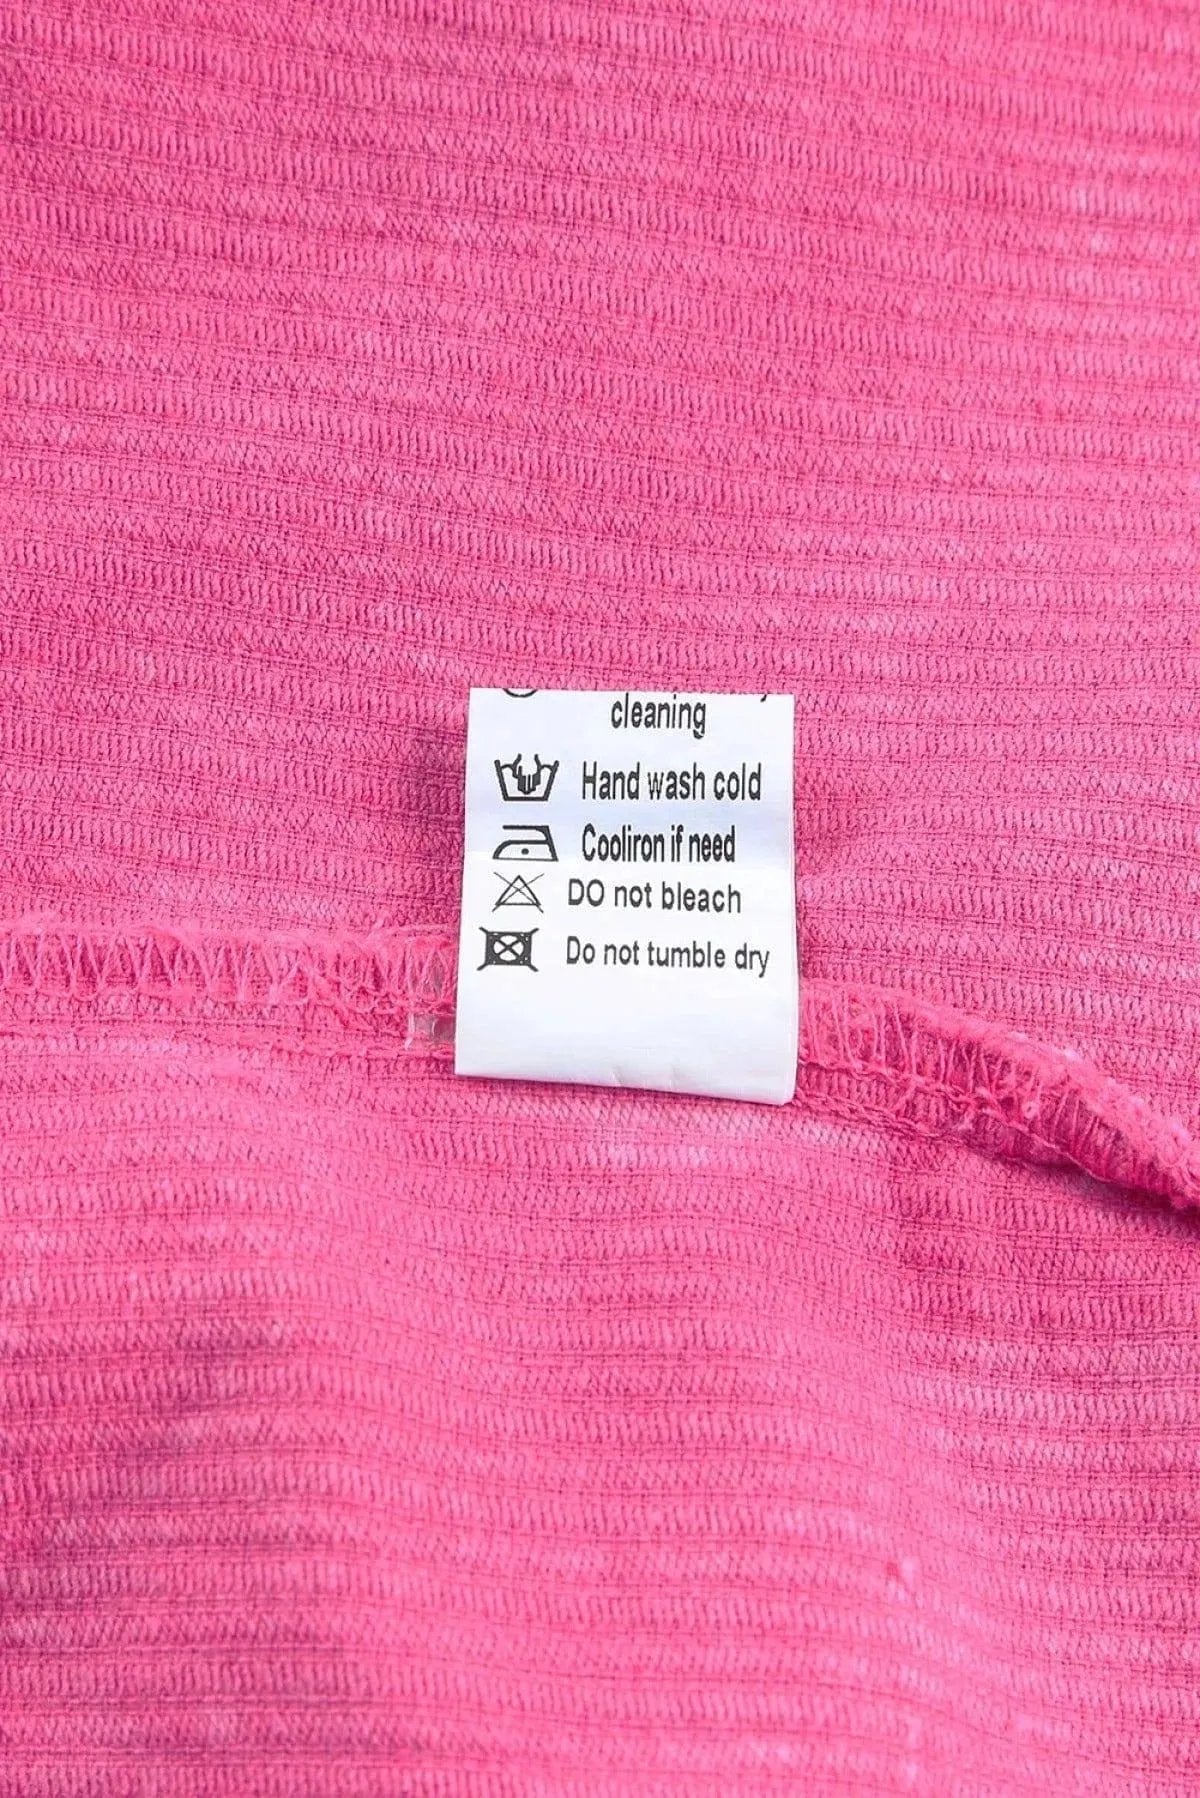 cleaning
Hand wash cold
Cooliron if need
DO not bleach
Do not tumble dry